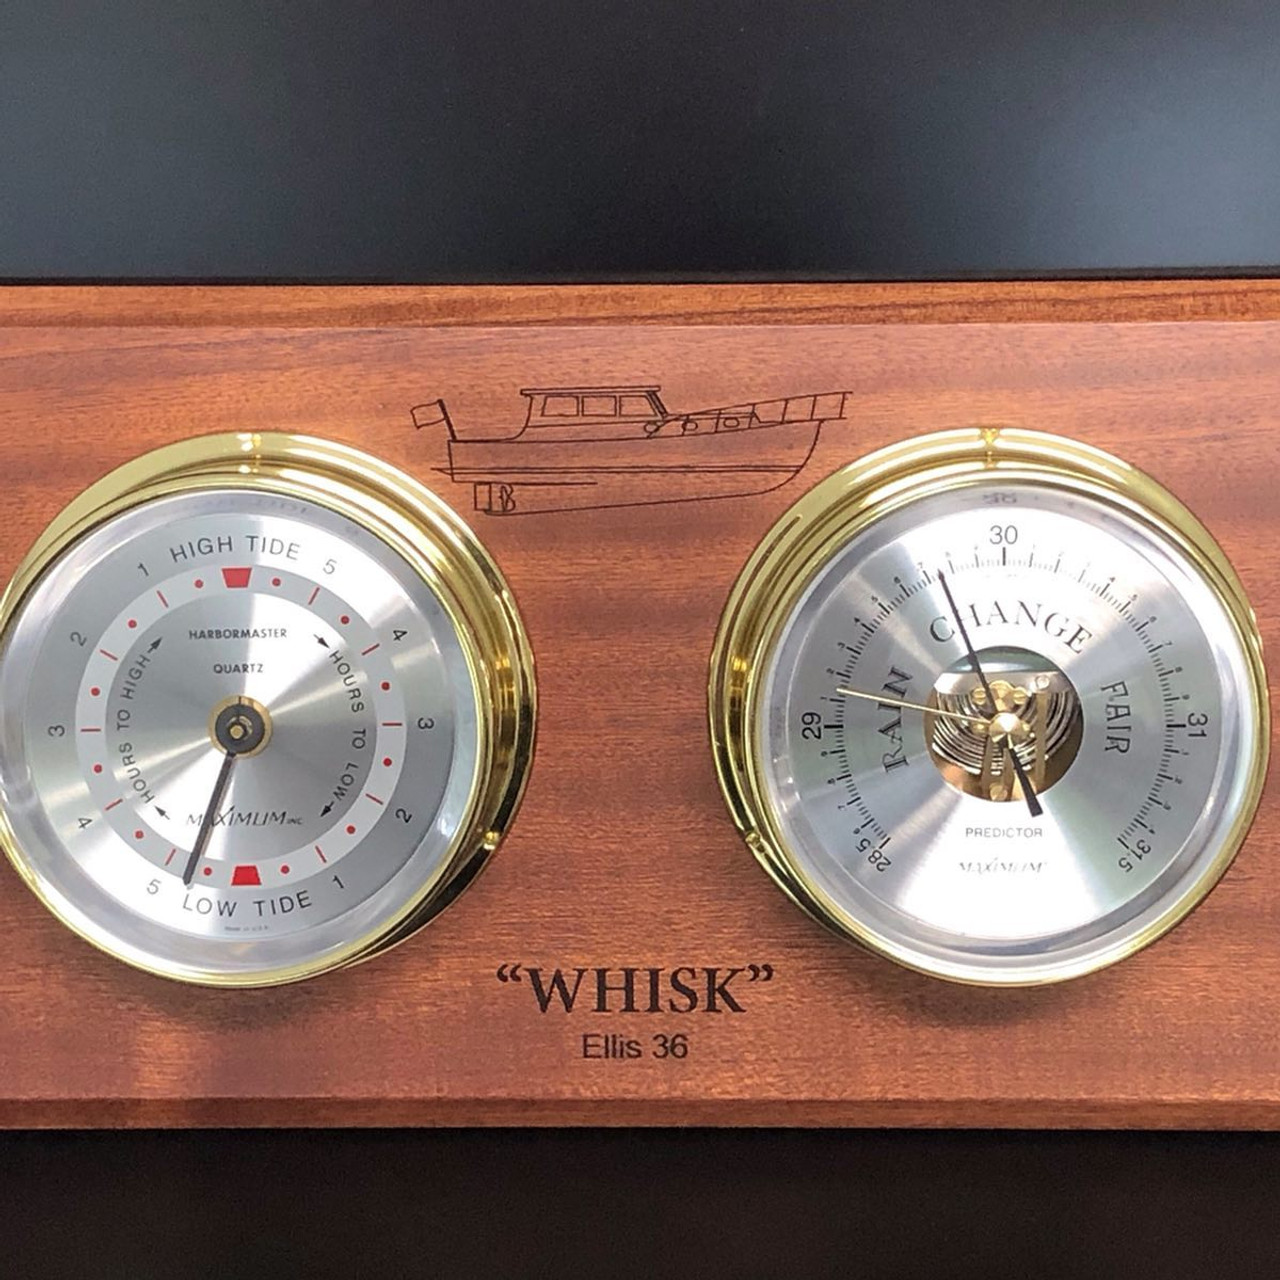 HIGH TIDE
1
5
2
4
3
3
4
2
5
1
HARBORMASTER
QUARTZ
HOURS TO HIGH
HOURS TO LOW
MAXIMUM INC
LOW TIDE
MADE IN U.S.A.
30
CHANGE
RAIN
FAIR
29
31
28.5
31.5
PREDICTOR
MAXIMUM
“WHISK”
Ellis 36